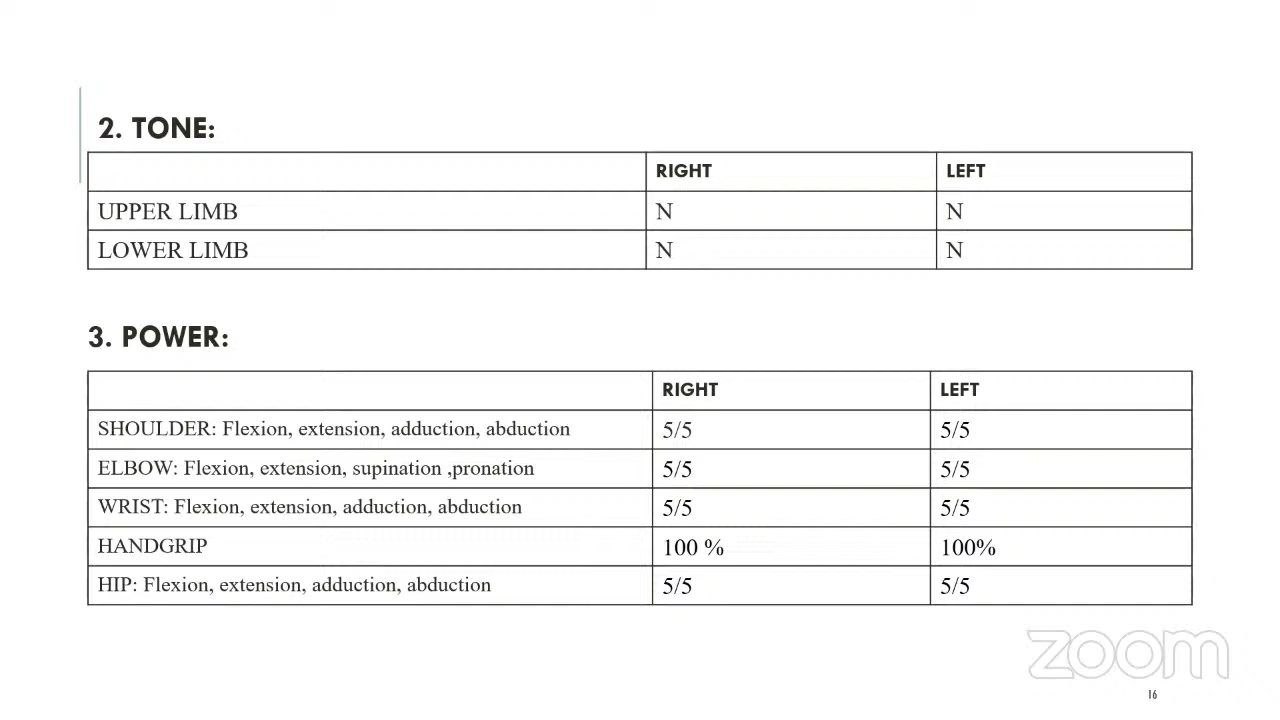 2. TONE:
RIGHT LEFT
UPPER LIMB N N
LOWER LIMB N N
3. POWER:
RIGHT LEFT
SHOULDER: Flexion, extension, adduction, abduction 5/5 5/5
ELBOW: Flexion, extension, supination ,pronation 5/5 5/5
WRIST: Flexion, extension, adduction, abduction 5/5 5/5
HANDGRIP 100 % 100%
HIP: Flexion, extension, adduction, abduction 5/5 5/5
zoom
16